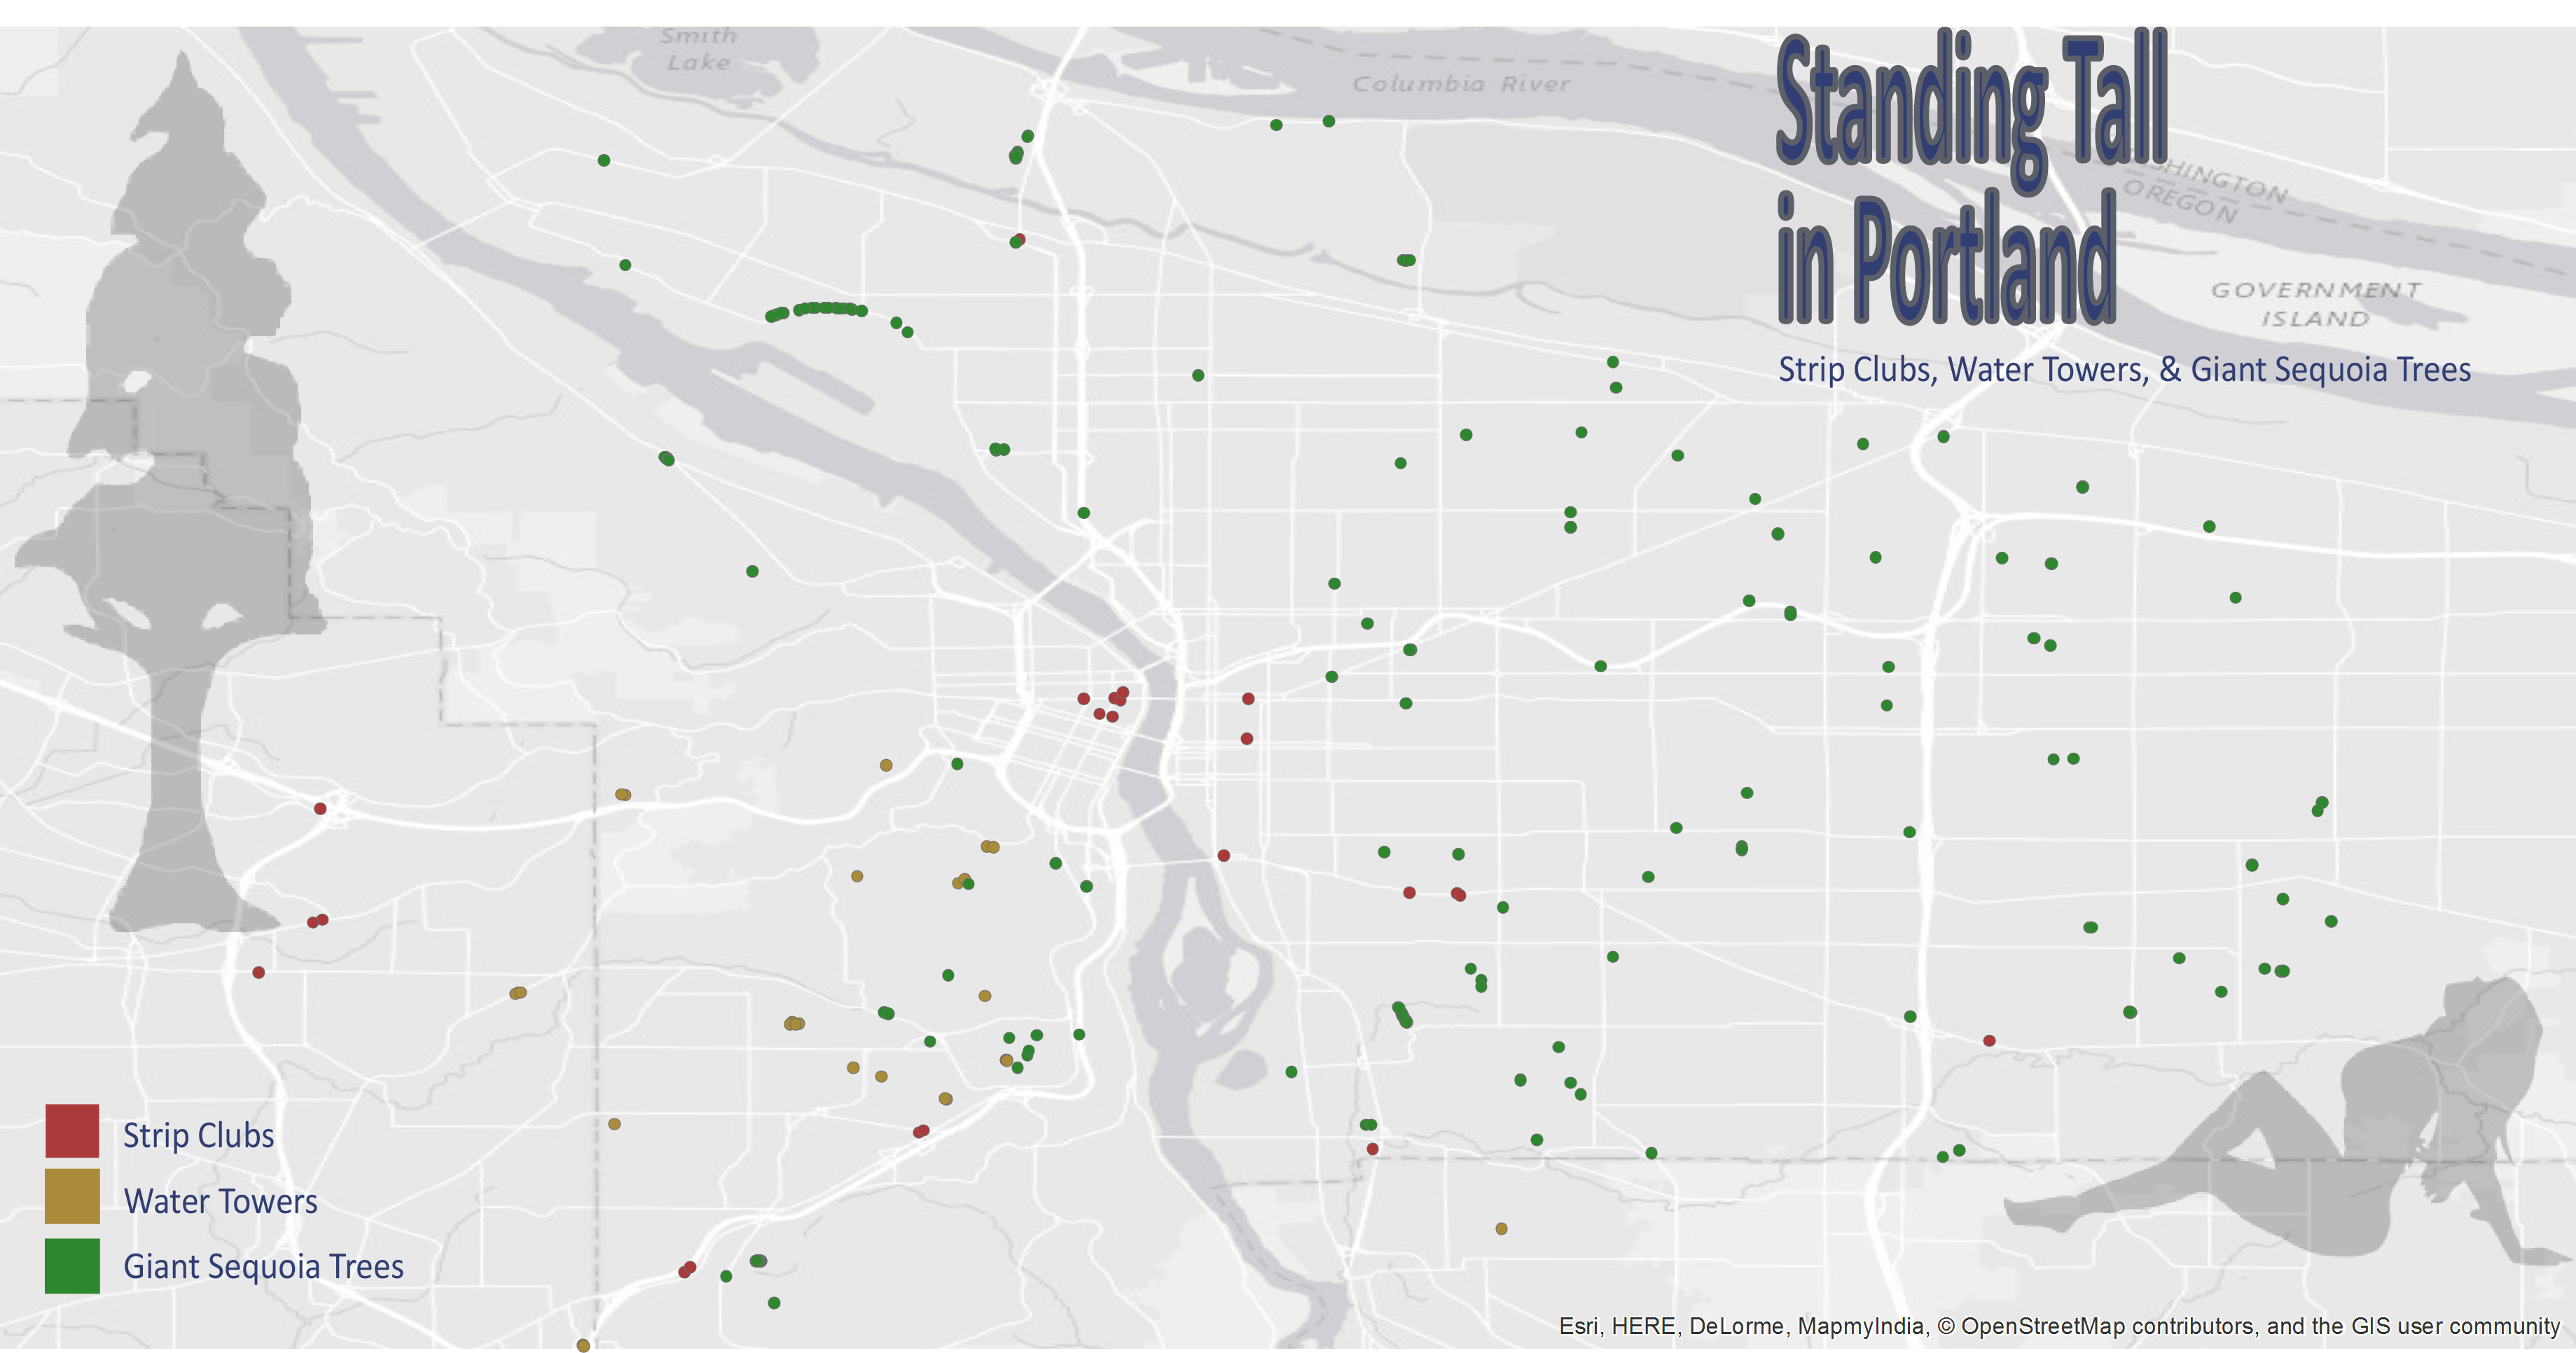 Smith
Lake
Columbia River
Standing Tall
in Portland
SHINGTON
OREGON
GOVERNMENT
ISLAND
Strip Clubs, Water Towers, & Giant Sequoia Trees
Strip Clubs
Water Towers
Giant Sequoia Trees
Esri, HERE, DeLorme, MapmyIndia, © OpenStreetMap contributors, and the GIS user community